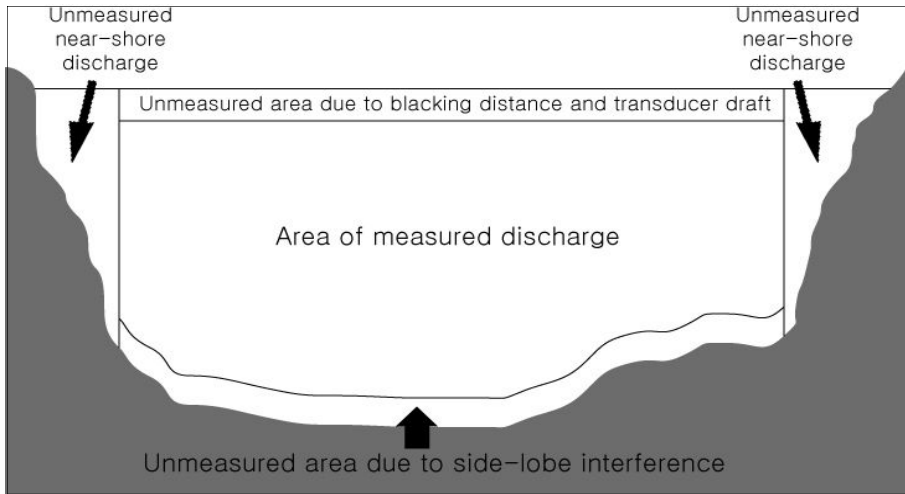 Unmeasured
near-shore
discharge
Unmeasured
near-shore
discharge
Unmeasured area due to blacking distance and transducer draft
Area of measured discharge
Unmeasured area due to side-lobe interference